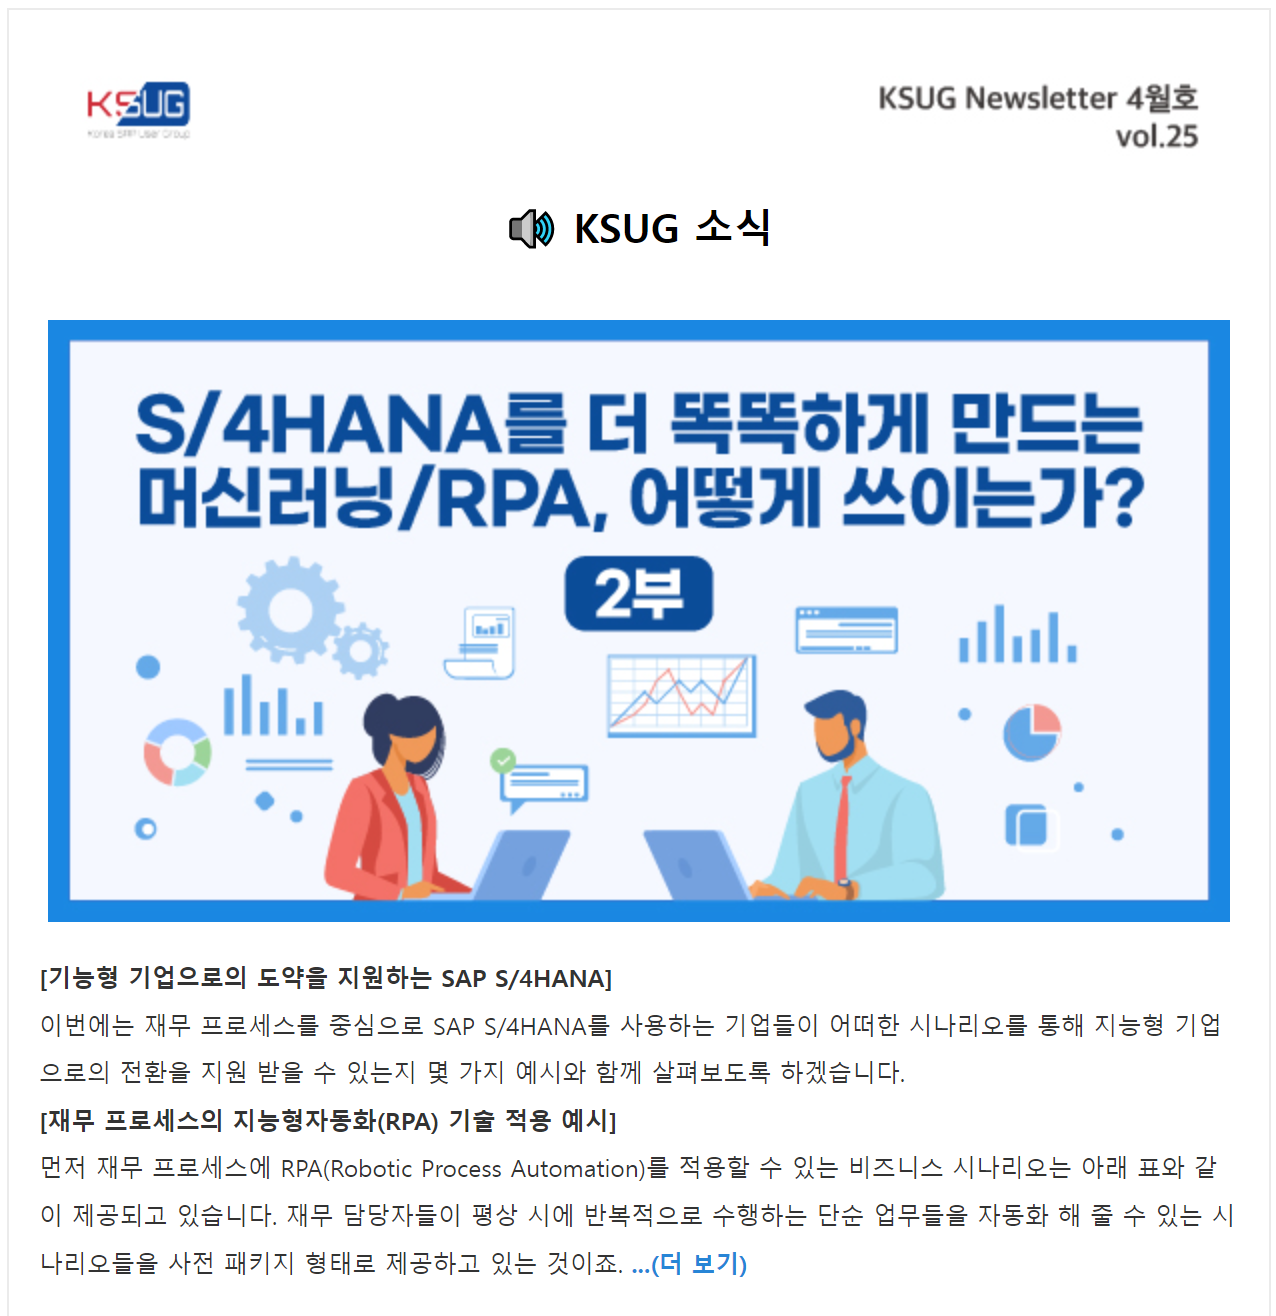 KSUG
Korea SAP User Group
KSUG Newsletter 4월호
vol.25
KSUG 소식
S/4HANA를 더 똑똑하게 만드는
머신러닝/RPA, 어떻게 쓰이는가?
2부
[기능형 기업으로의 도약을 지원하는 SAP S/4HANA]
이번에는 재무 프로세스를 중심으로 SAP S/4HANA를 사용하는 기업들이 어떠한 시나리오를 통해 지능형 기업
으로의 전환을 지원 받을 수 있는지 몇 가지 예시와 함께 살펴보도록 하겠습니다.
[재무 프로세스의 지능형자동화(RPA) 기술 적용 예시]
먼저 재무 프로세스에 RPA(Robotic Process Automation)를 적용할 수 있는 비즈니스 시나리오는 아래 표와 같
이 제공되고 있습니다. 재무 담당자들이 평상 시에 반복적으로 수행하는 단순 업무들을 자동화 해 줄 수 있는 시
나리오들을 사전 패키지 형태로 제공하고 있는 것이죠. ...(더 보기)